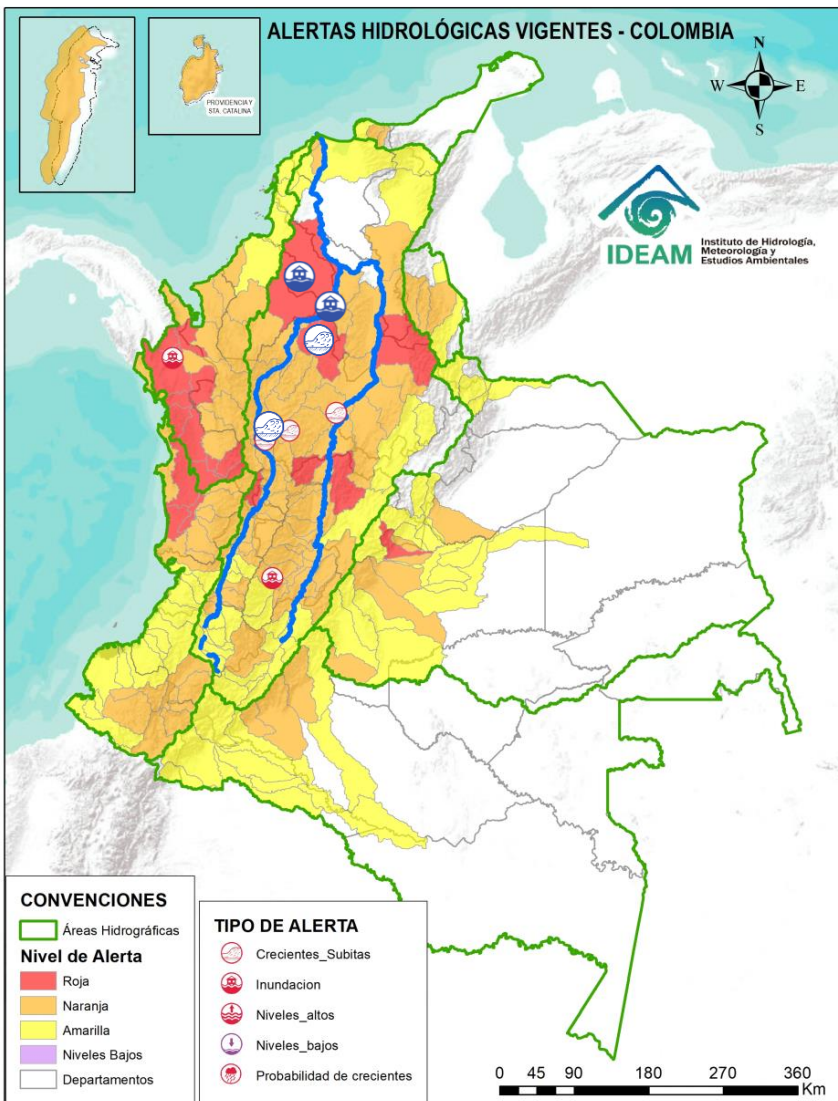 ALERTAS HIDROLÓGICAS VIGENTES - COLOMBIA
PROVIDENCIA Y
STA. CATALINA
N
W
E
S
IDEAM
Instituto de Hidrología,
Meteorología y
Estudios Ambientales
CONVENCIONES
Áreas Hidrográficas
Nivel de Alerta
Roja
Naranja
Amarilla
Niveles Bajos
Departamentos
TIPO DE ALERTA
Crecientes_Subitas
Inundacion
Niveles_altos
Niveles_bajos
Probabilidad de crecientes
0 45 90 180 270 360
Km